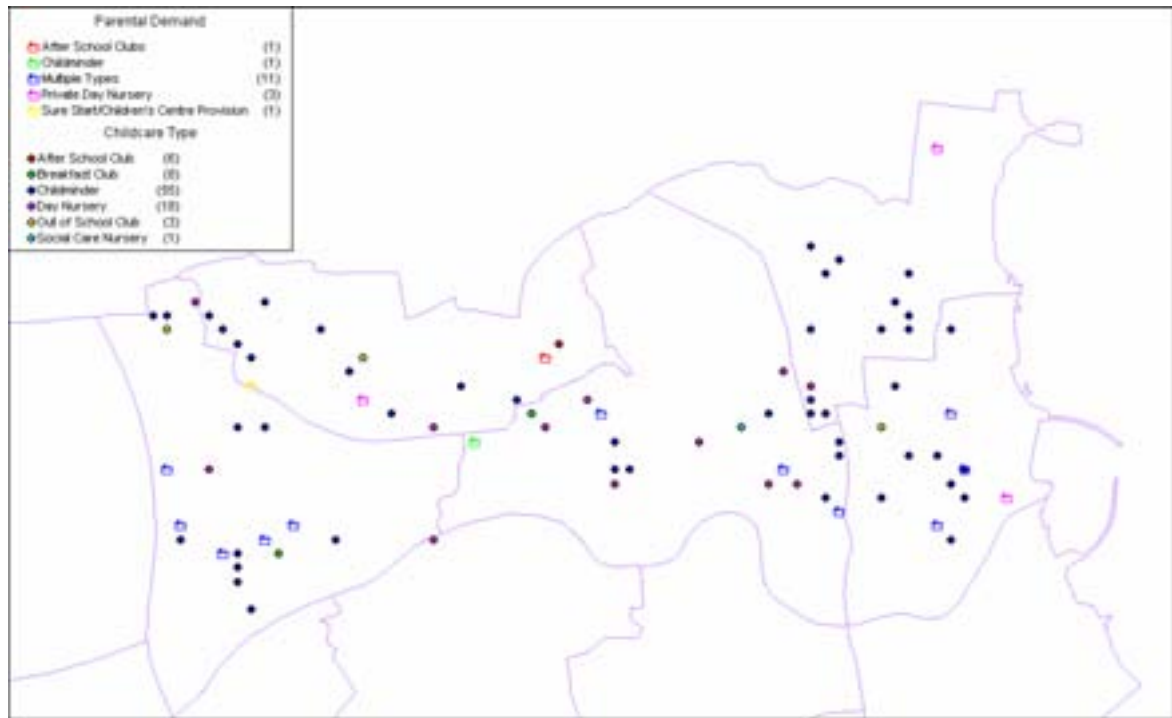 Parental Demand
After School Clubs (1)
Childminder (1)
Multiple Types (11)
Private Day Nursery (3)
Sure Start/Children's Centre Provision (1)
Childcare Type
After School Club (6)
Breakfast Club (8)
Childminder (55)
Day Nursery (18)
Out of School Club (3)
Social Care Nursery (1)